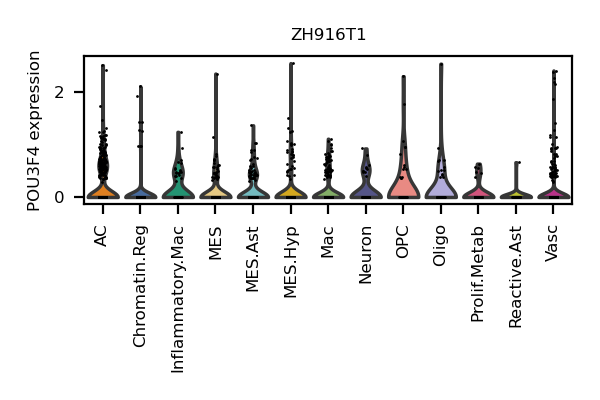 ZH916T1
POU3F4 expression
2
0
AC
Chromatin.Reg
Inflammatory.Mac
MES
MES.Ast
MES.Hyp
Mac
Neuron
OPC
Oligo
Prolif.Metab
Reactive.Ast
Vasc